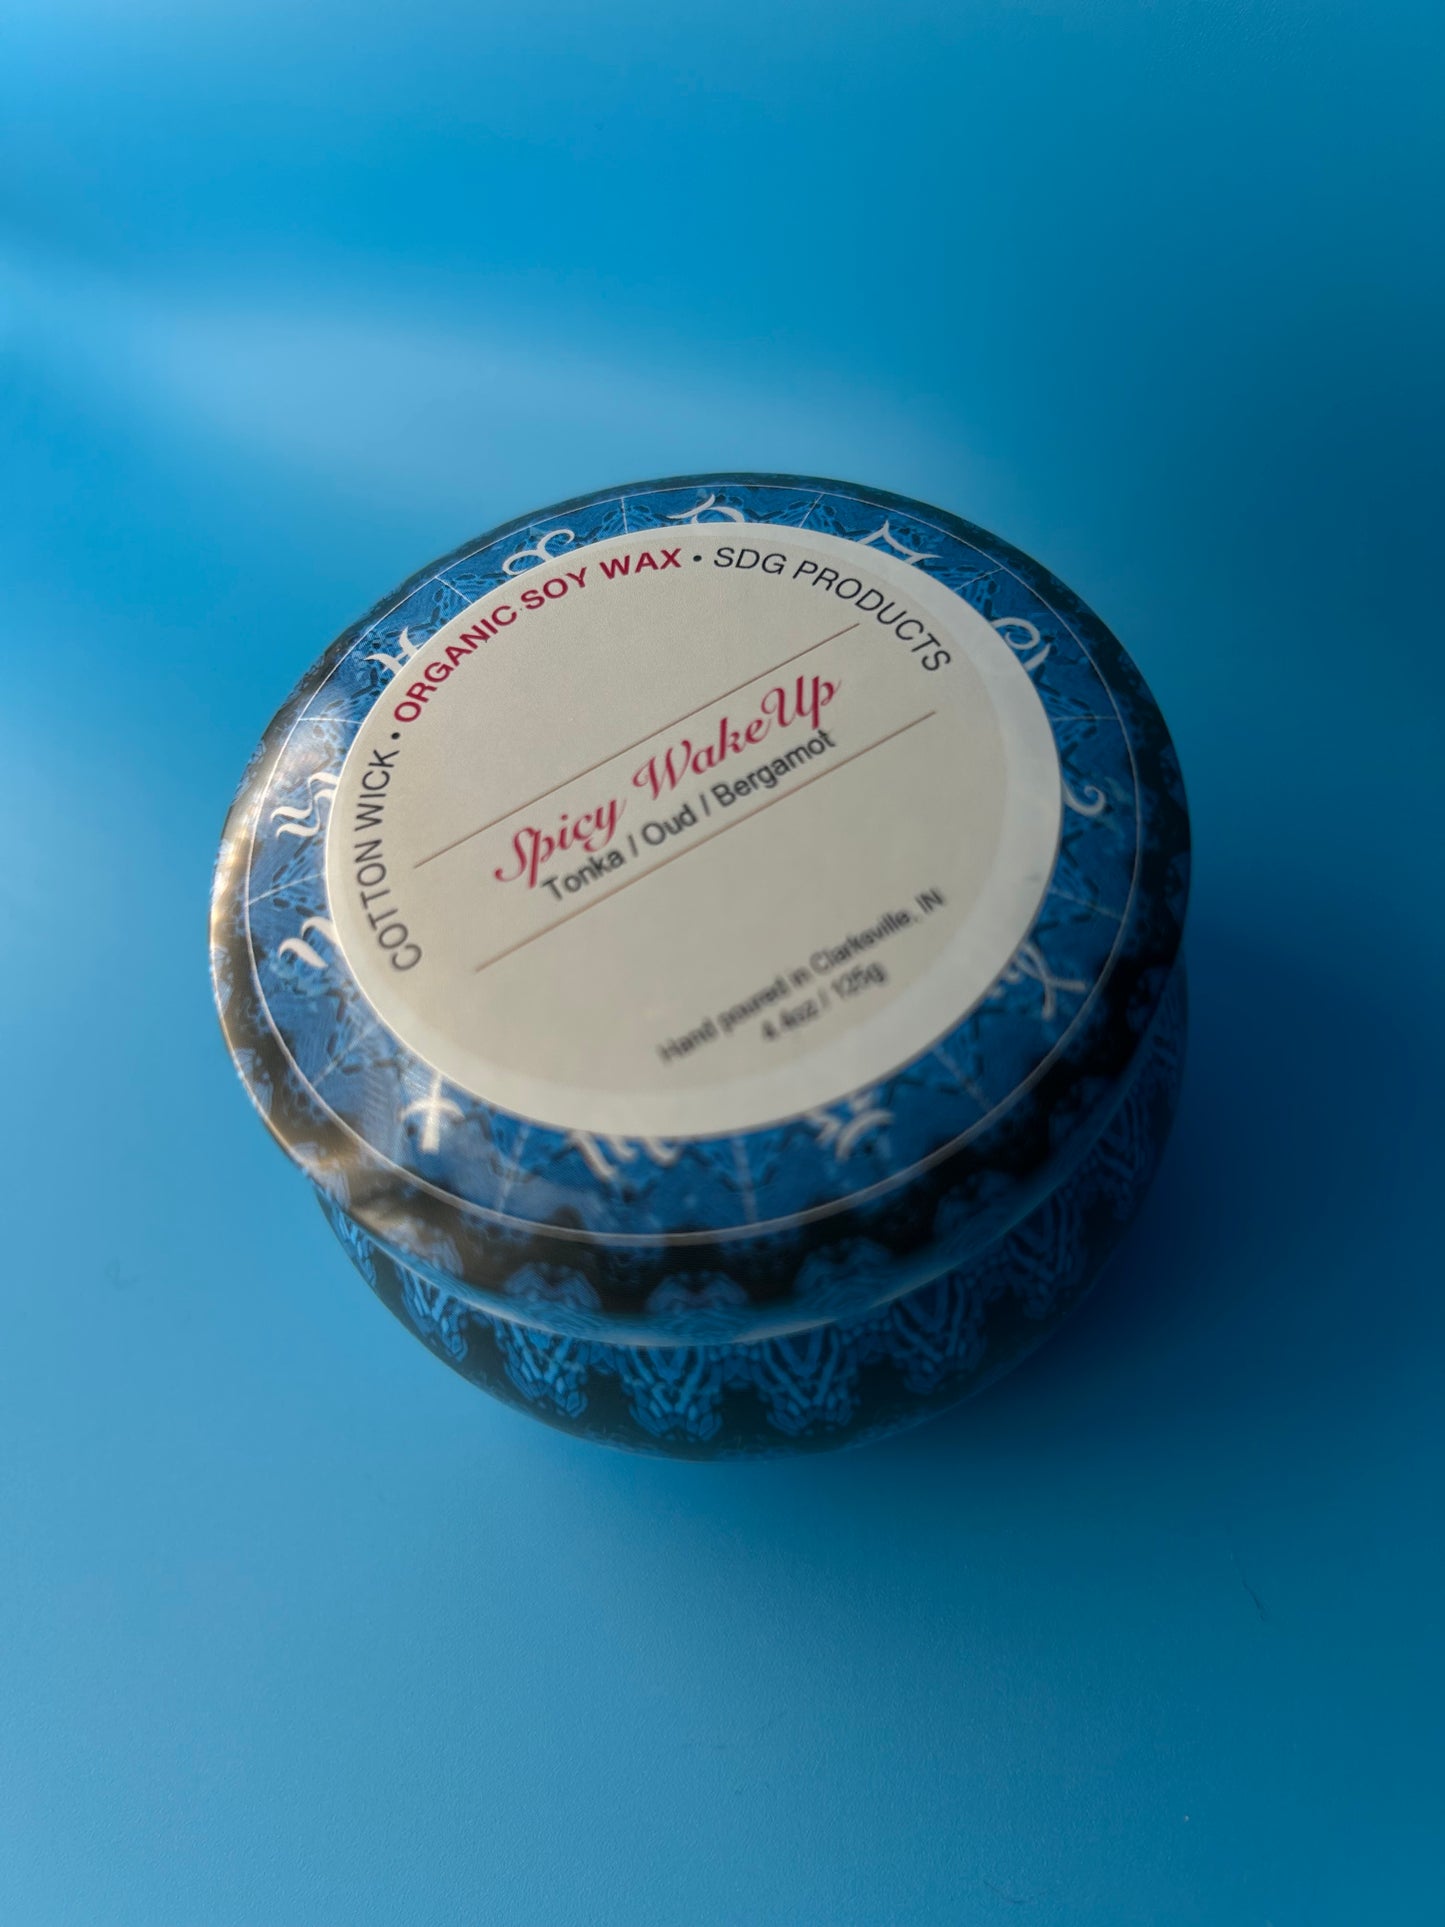 COTTON WICK • ORGANIC SOY WAX • SDG PRODUCTS
Spicy WakeUp
Tonka / Oud / Bergamot
Hand poured in Clarksville, IN
4.4oz / 125g